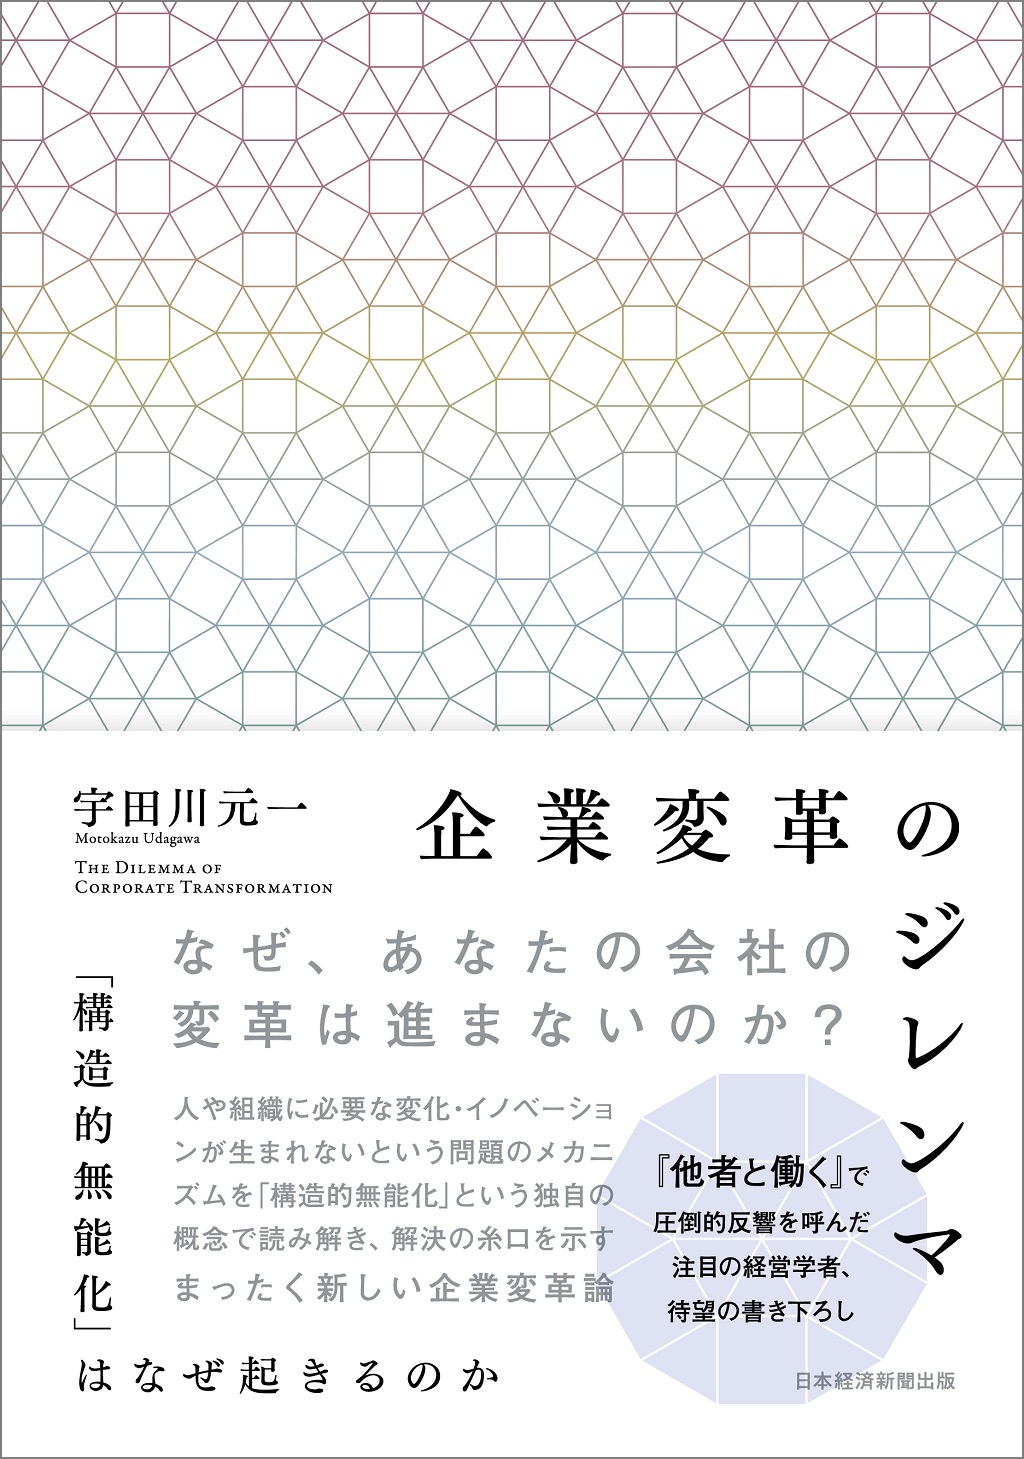 宇田川元一
Motokazu Udagawa
THE DILEMMA OF
CORPORATE TRANSFORMATION
企業変革のジレンマ
「構造的無能化」はなぜ起きるのか
なぜ、あなたの会社の
変革は進まないのか？
人や組織に必要な変化・イノベーショ
ンが生まれないという問題のメカニ
ズムを「構造的無能化」という独自の
概念で読み解き、解決の糸口を示す
まったく新しい企業変革論
『他者と働く』で
圧倒的反響を呼んだ
注目の経営学者、
待望の書き下ろし
日本経済新聞出版